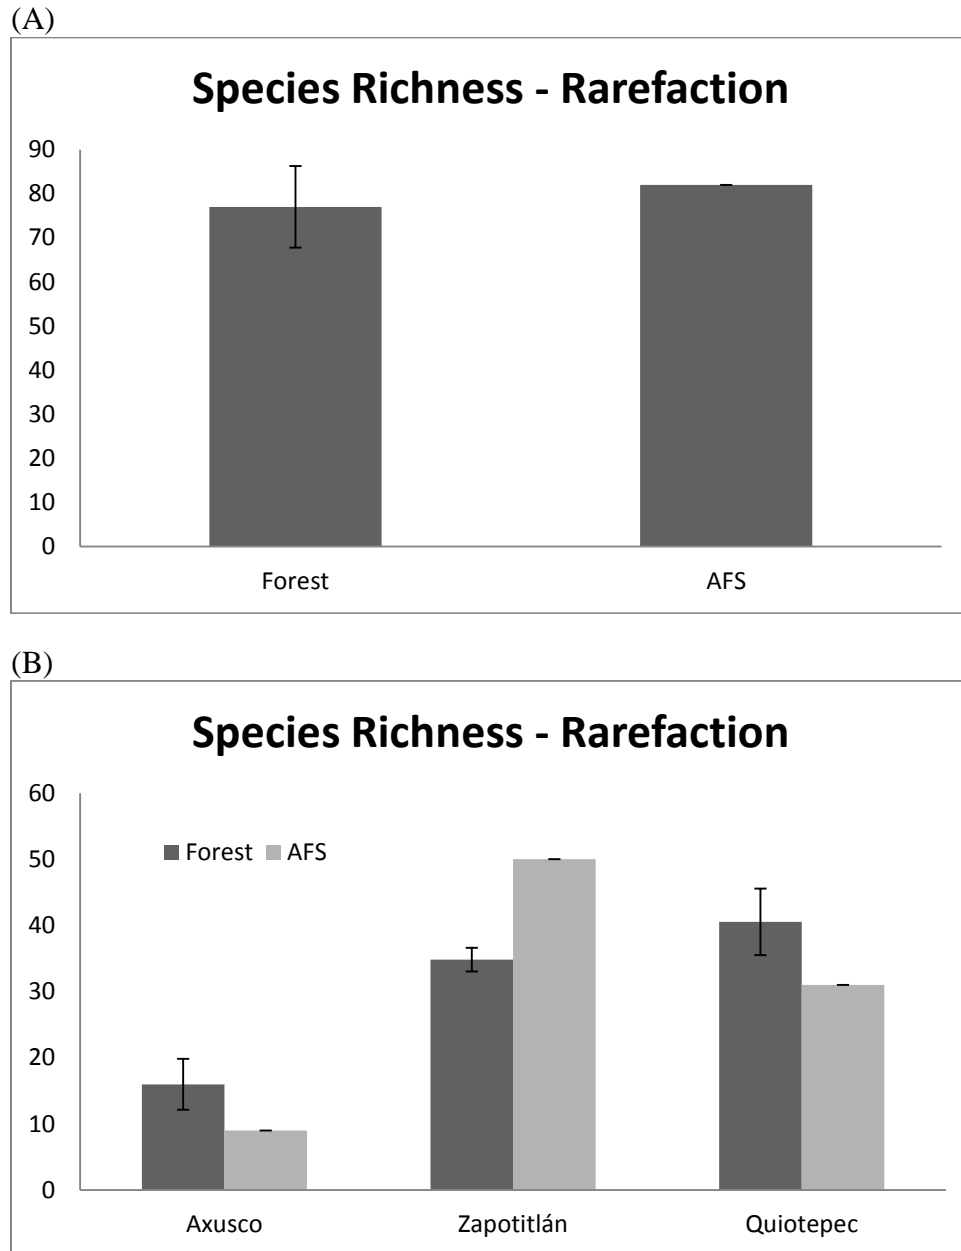 (A)
Species Richness - Rarefaction
90
80
70
60
50
40
30
20
10
0
Forest AFS
(B)
Species Richness - Rarefaction
60
50
40
30
20
10
0
Forest AFS
Axusco Zapotitlán Quiotepec